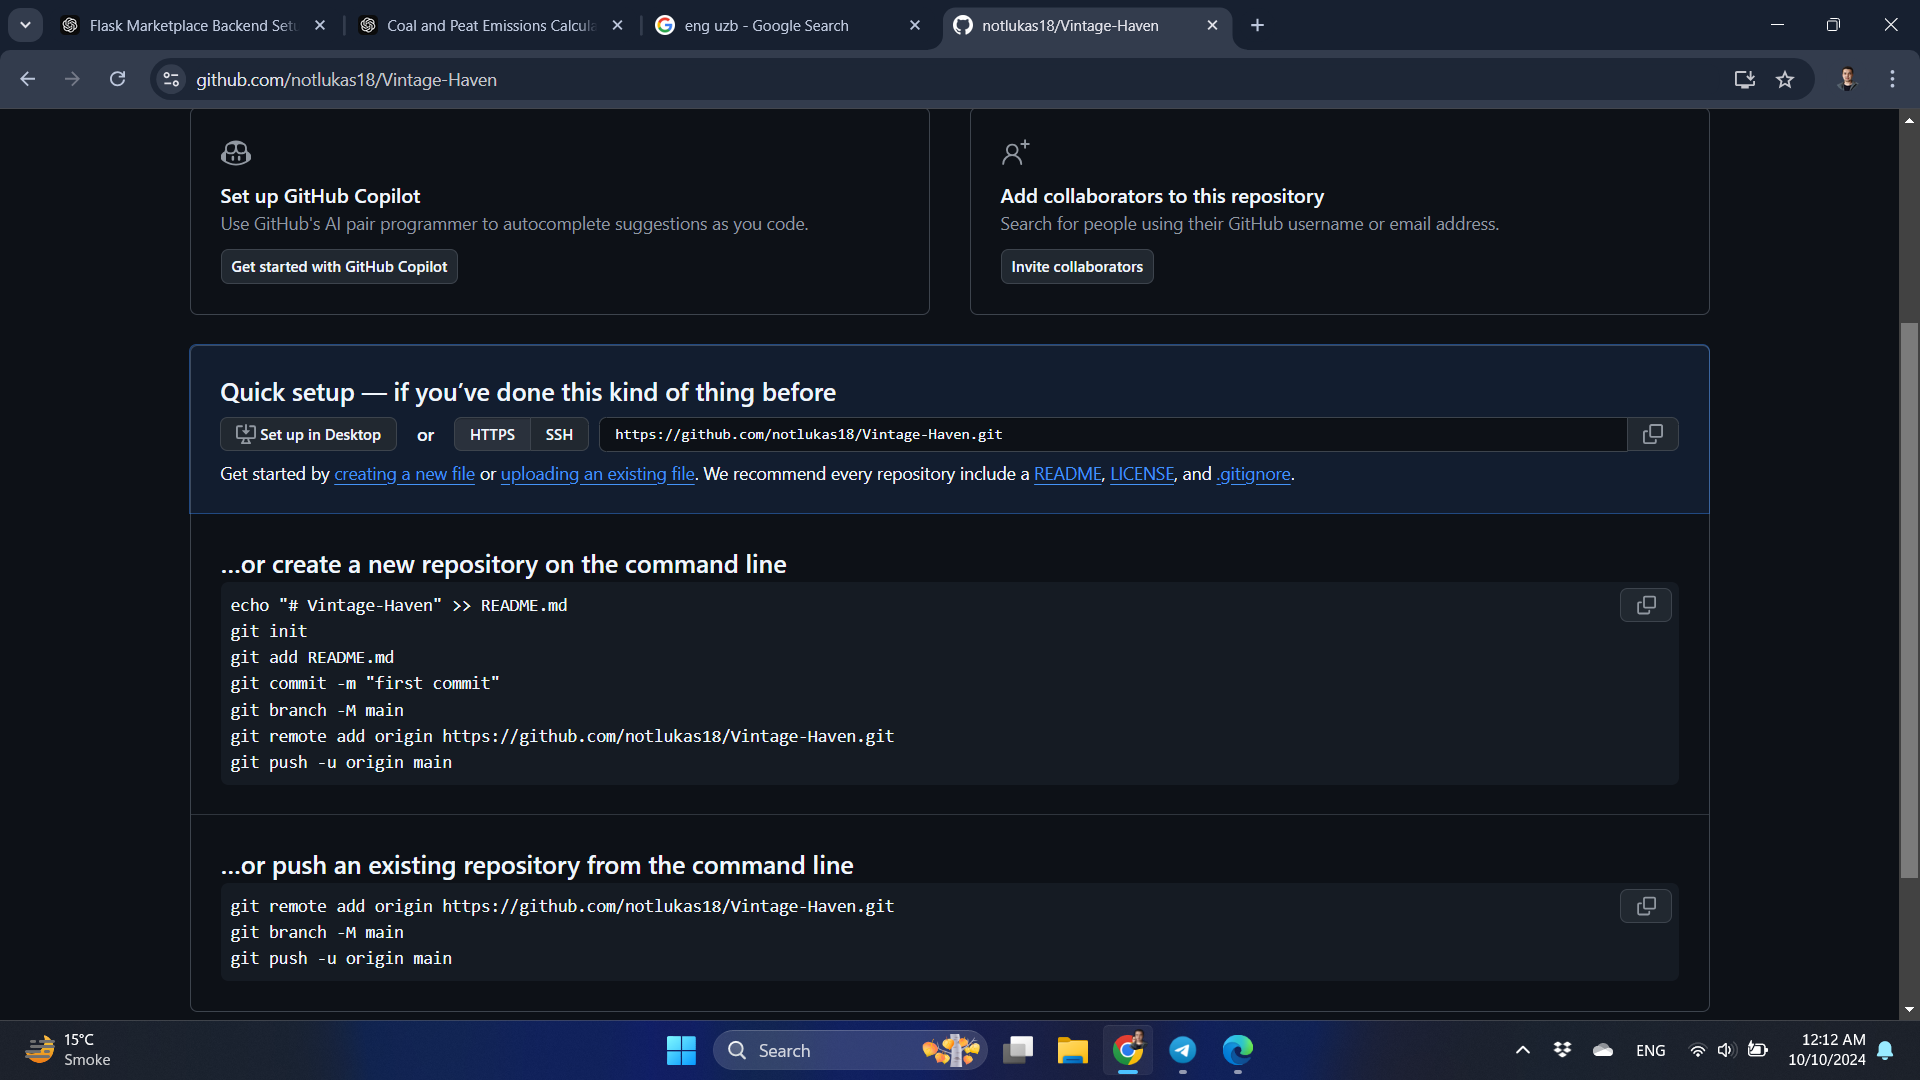 Flask Marketplace Backend Setu
Coal and Peat Emissions Calcula
eng uzb - Google Search
notlukas18/Vintage-Haven
github.com/notlukas18/Vintage-Haven
Set up GitHub Copilot
Use GitHub's AI pair programmer to autocomplete suggestions as you code.
Get started with GitHub Copilot
Add collaborators to this repository
Search for people using their GitHub username or email address.
Invite collaborators
Quick setup — if you’ve done this kind of thing before
Set up in Desktop or HTTPS SSH https://github.com/notlukas18/Vintage-Haven.git
Get started by creating a new file or uploading an existing file. We recommend every repository include a README, LICENSE, and .gitignore.
…or create a new repository on the command line
echo "# Vintage-Haven" >> README.md
git init
git add README.md
git commit -m "first commit"
git branch -M main
git remote add origin https://github.com/notlukas18/Vintage-Haven.git
git push -u origin main
…or push an existing repository from the command line
git remote add origin https://github.com/notlukas18/Vintage-Haven.git
git branch -M main
git push -u origin main
15°C
Smoke
Search
ENG
12:12 AM
10/10/2024